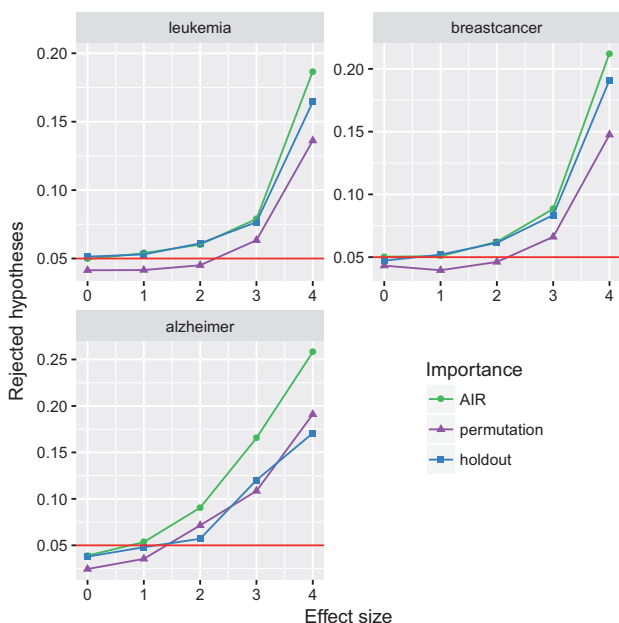 leukemia
breastcancer
0.20
0.15
0.10
0.05
0 1 2 3 4
0.20
0.15
0.10
0.05
0 1 2 3 4
Rejected hypotheses
alzheimer
0.25
0.20
0.15
0.10
0.05
0 1 2 3 4
Effect size
Importance
AIR
permutation
holdout